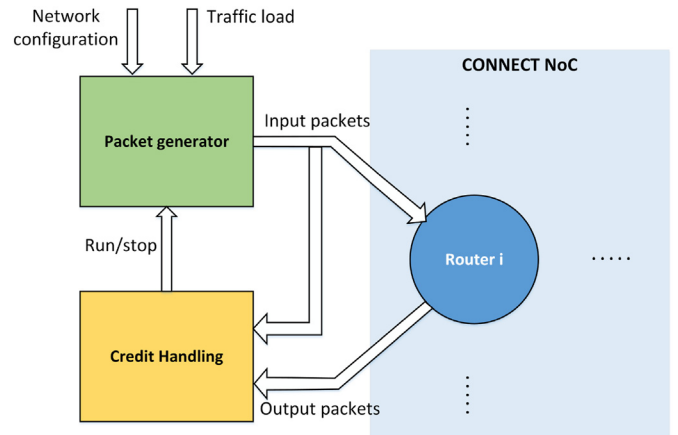 Network
configuration
Traffic load
CONNECT NoC
Input packets
Packet generator
Run/stop
Router i
Credit Handling
Output packets